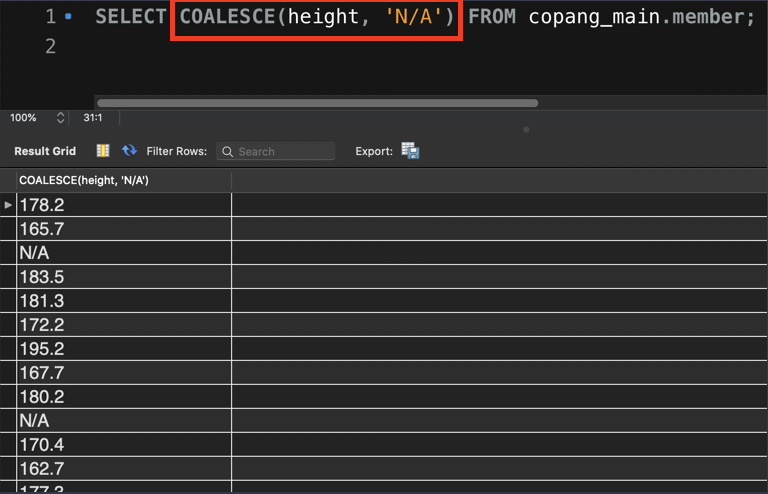 1 SELECT COALESCE(height, 'N/A') FROM copang_main.member;
2
100% 31:1
Result Grid Filter Rows: Search Export:
COALESCE(height, 'N/A')
178.2
165.7
N/A
183.5
181.3
172.2
195.2
167.7
180.2
N/A
170.4
162.7
177.3